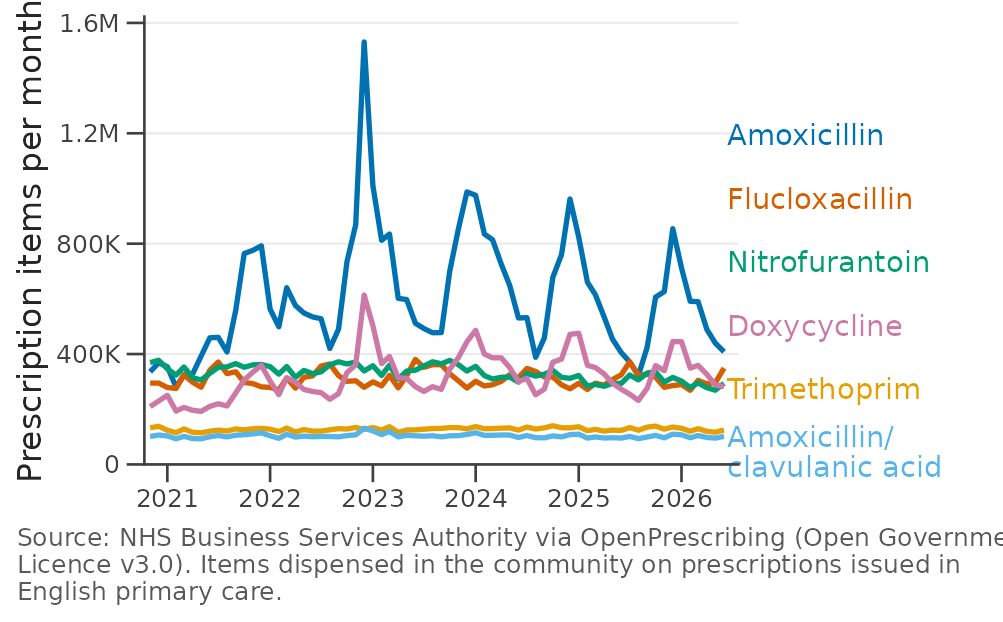 Prescription items per month
1.6M
1.2M
800K
400K
0
2021 2022 2023 2024 2025 2026
Amoxicillin
Flucloxacillin
Nitrofurantoin
Doxycycline
Trimethoprim
Amoxicillin/
clavulanic acid
Source: NHS Business Services Authority via OpenPrescribing (Open Governme
Licence v3.0). Items dispensed in the community on prescriptions issued in
English primary care.